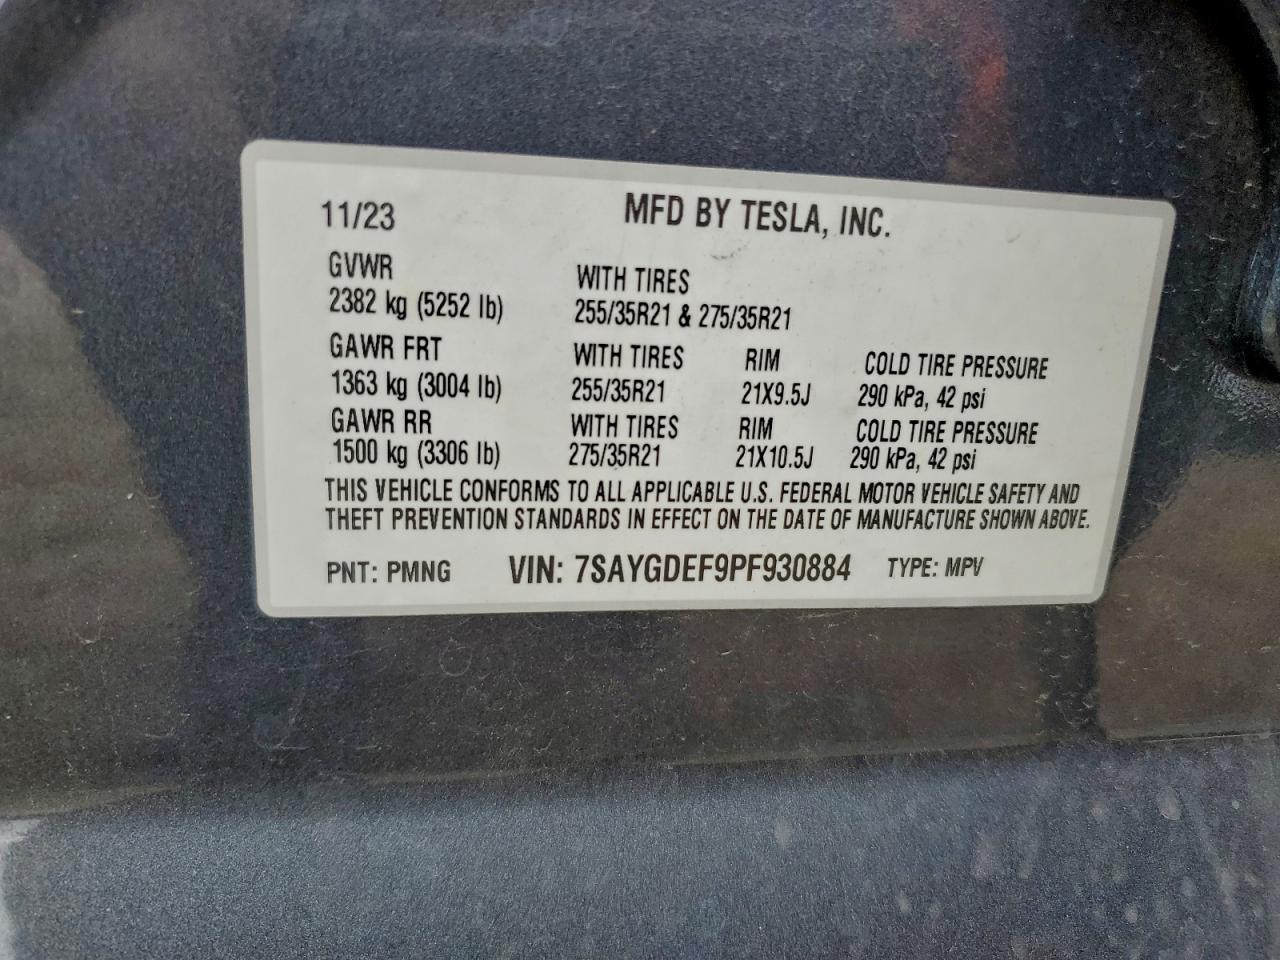 11/23 MFD BY TESLA, INC.
GVWR WITH TIRES
2382 kg (5252 lb) 255/35R21 & 275/35R21
GAWR FRT WITH TIRES RIM COLD TIRE PRESSURE
1363 kg (3004 lb) 255/35R21 21X9.5J 290 kPa, 42 psi
GAWR RR WITH TIRES RIM COLD TIRE PRESSURE
1500 kg (3306 lb) 275/35R21 21X10.5J 290 kPa, 42 psi
THIS VEHICLE CONFORMS TO ALL APPLICABLE U.S. FEDERAL MOTOR VEHICLE SAFETY AND
THEFT PREVENTION STANDARDS IN EFFECT ON THE DATE OF MANUFACTURE SHOWN ABOVE.
PNT: PMNG VIN: 7SAYGDEF9PF930884 TYPE: MPV